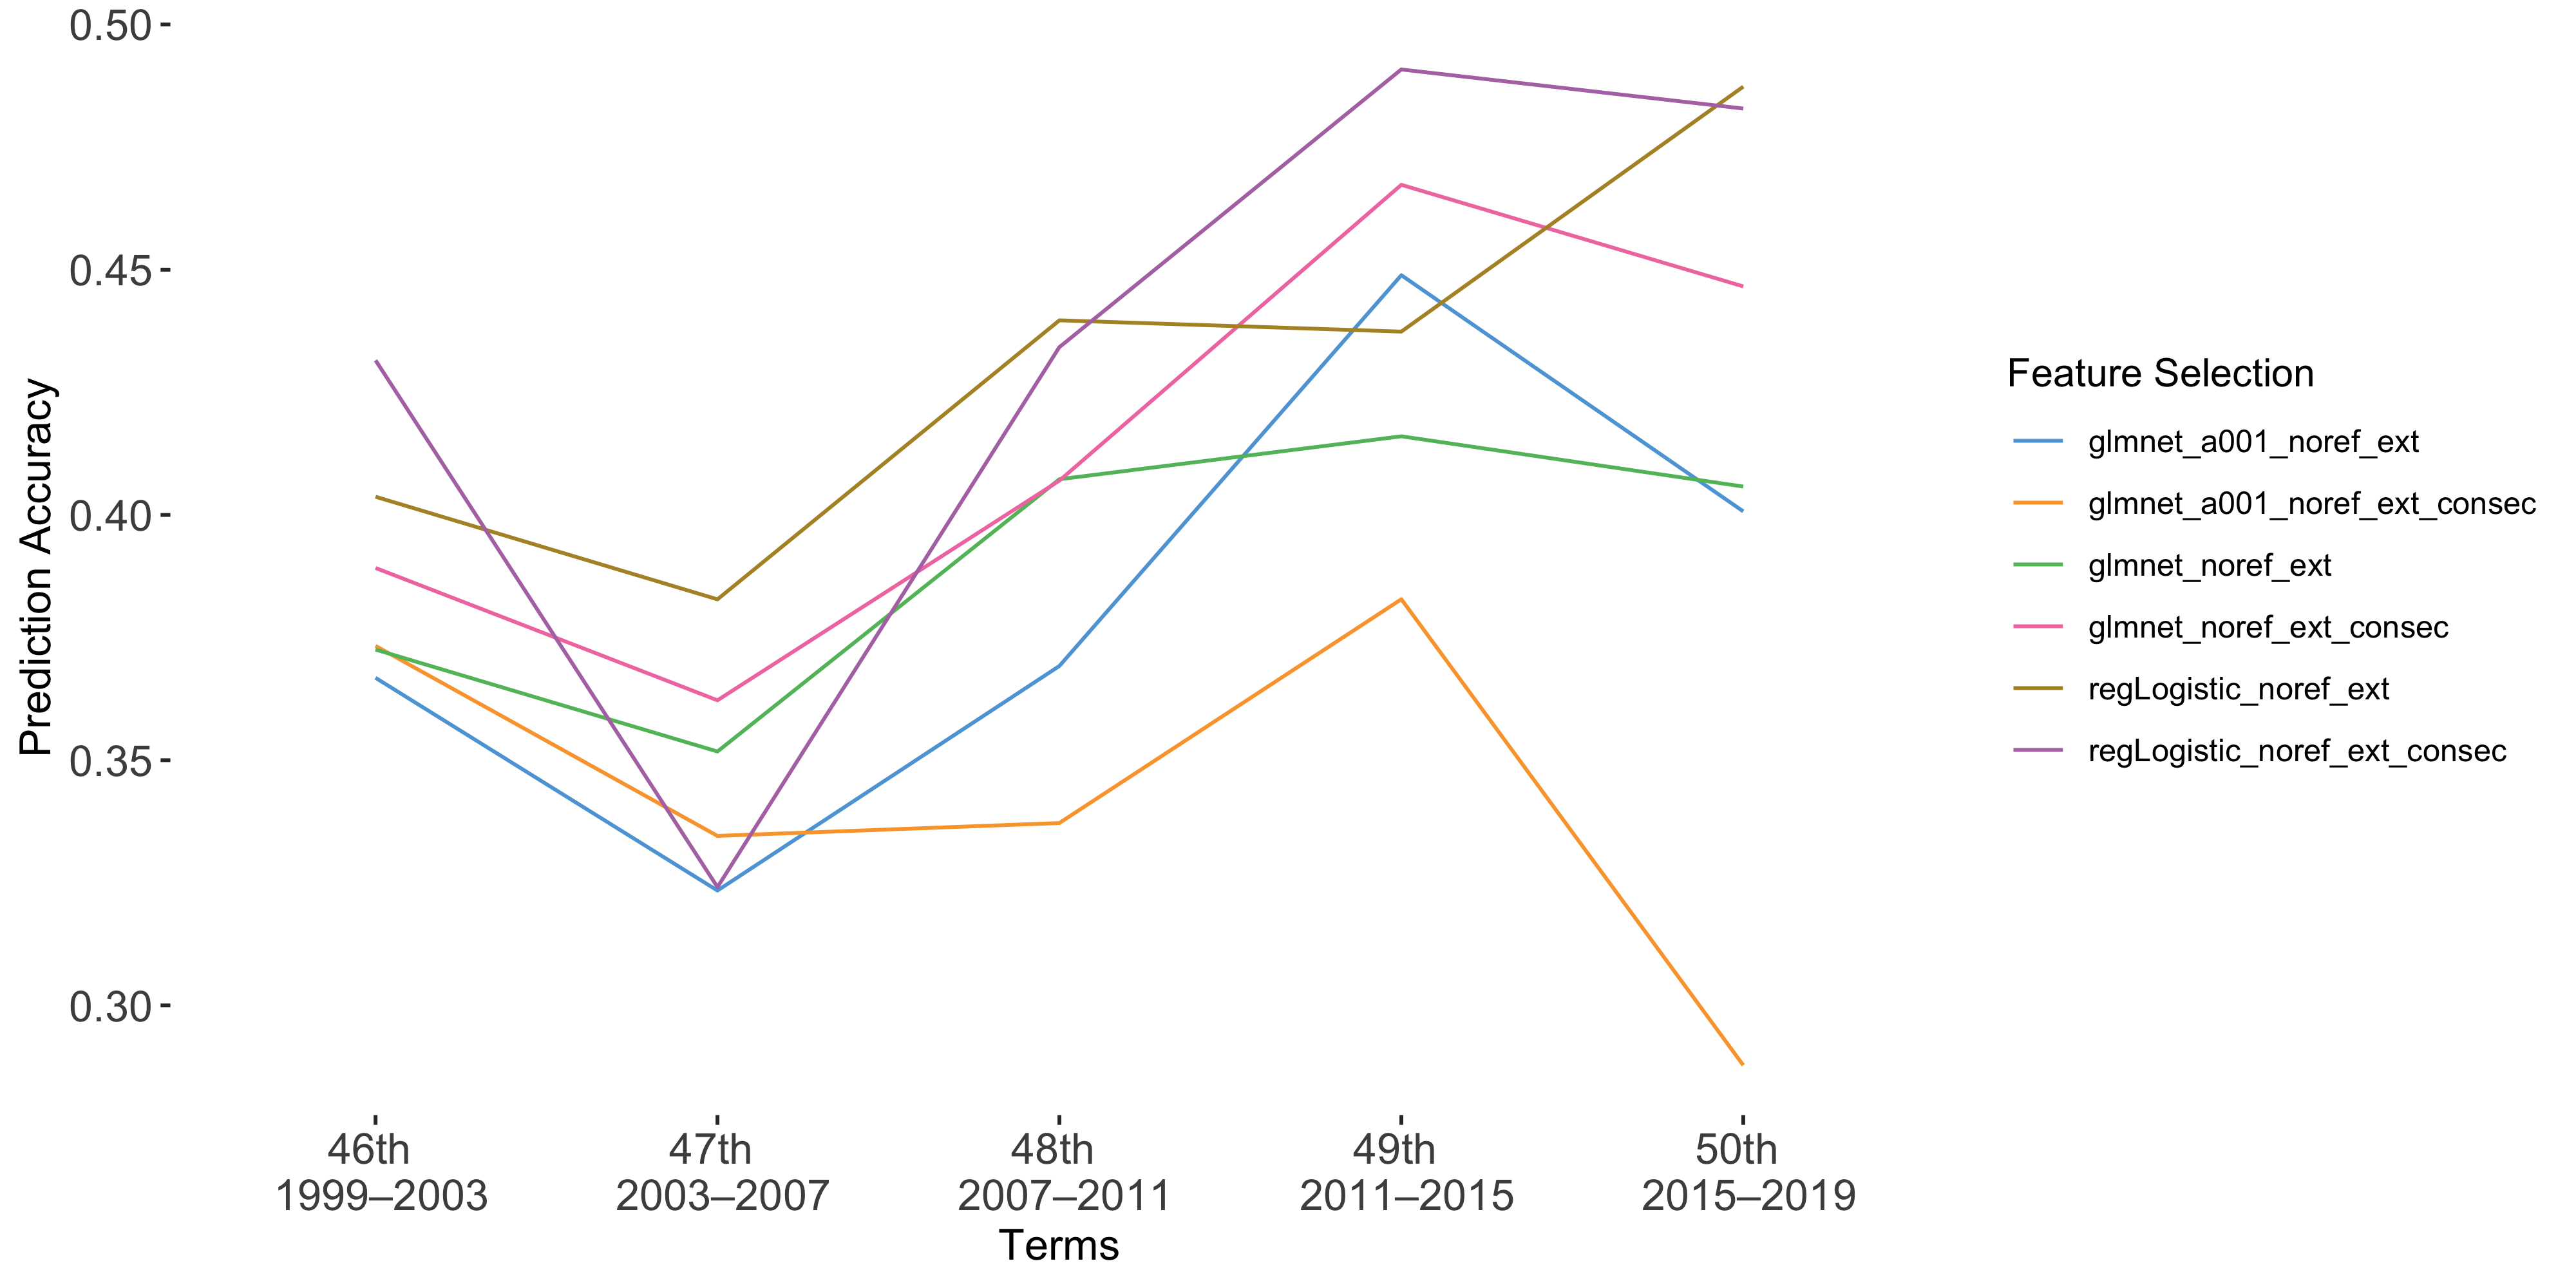 0.50
0.45
0.40
0.35
0.30
Prediction Accuracy
46th
1999–2003
47th
2003–2007
48th
2007–2011
49th
2011–2015
50th
2015–2019
Terms
Feature Selection
glmnet_a001_noref_ext
glmnet_a001_noref_ext_consec
glmnet_noref_ext
glmnet_noref_ext_consec
regLogistic_noref_ext
regLogistic_noref_ext_consec